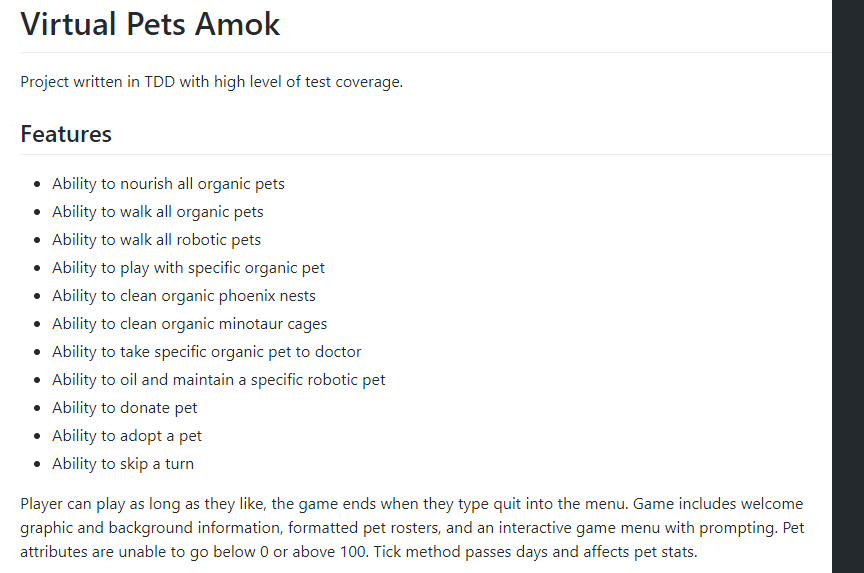 Virtual Pets Amok
Project written in TDD with high level of test coverage.
Features
Ability to nourish all organic pets
Ability to walk all organic pets
Ability to walk all robotic pets
Ability to play with specific organic pet
Ability to clean organic phoenix nests
Ability to clean organic minotaur cages
Ability to take specific organic pet to doctor
Ability to oil and maintain a specific robotic pet
Ability to donate pet
Ability to adopt a pet
Ability to skip a turn
Player can play as long as they like, the game ends when they type quit into the menu. Game includes welcome
graphic and background information, formatted pet rosters, and an interactive game menu with prompting. Pet
attributes are unable to go below 0 or above 100. Tick method passes days and affects pet stats.